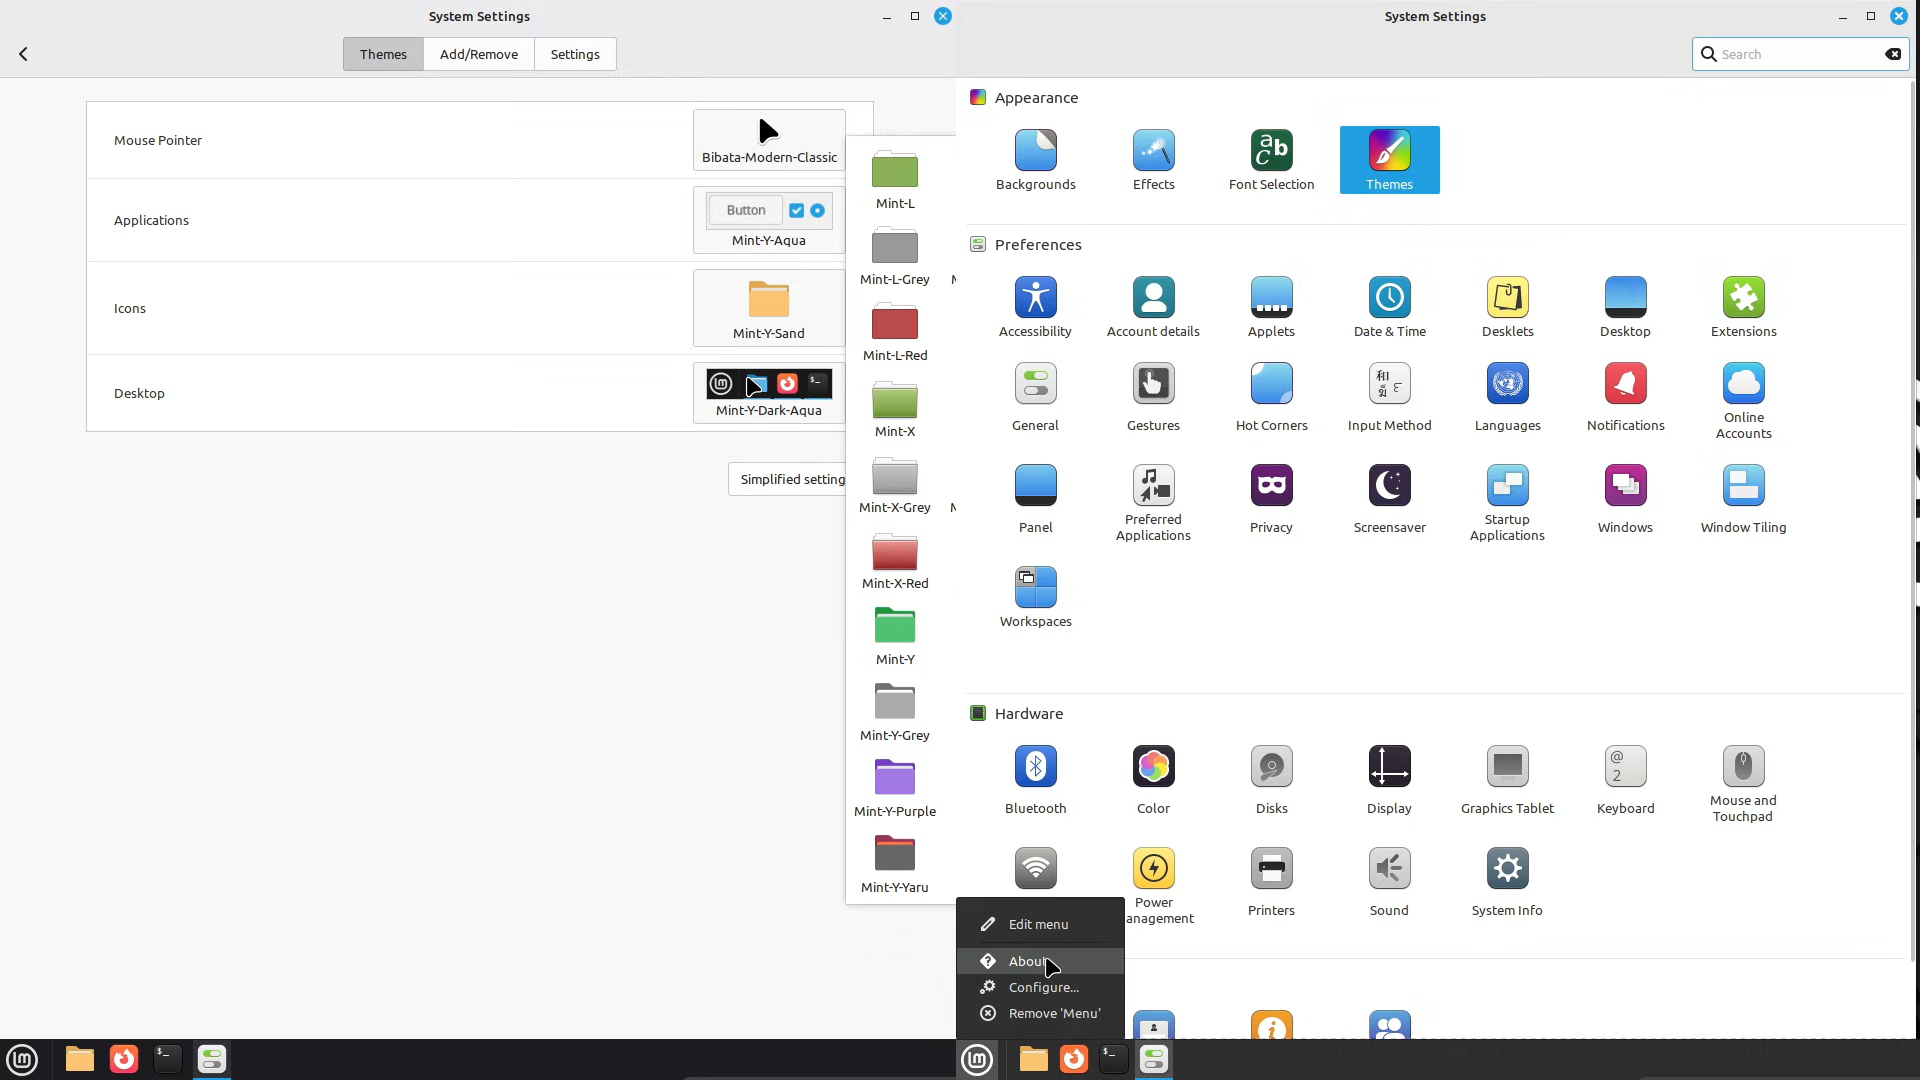 System Settings
Themes
Add/Remove
Settings
Mouse Pointer
Bibata-Modern-Classic
Applications
Button
Mint-Y-Aqua
Icons
Mint-Y-Sand
Desktop
Mint-Y-Dark-Aqua
Simplified setting
Mint-L
Mint-L-Grey
Mint-L-Red
Mint-X
Mint-X-Grey
Mint-X-Red
Mint-Y
Mint-Y-Grey
Mint-Y-Purple
Mint-Y-Yaru
System Settings
Search
Appearance
Backgrounds
Effects
Font Selection
Themes
Preferences
Accessibility
Account details
Applets
Date & Time
Desklets
Desktop
Extensions
General
Gestures
Hot Corners
Input Method
Languages
Notifications
Online
Accounts
Panel
Preferred
Applications
Privacy
Screensaver
Startup
Applications
Windows
Window Tiling
Workspaces
Hardware
Bluetooth
Color
Disks
Display
Graphics Tablet
Keyboard
Mouse and
Touchpad
Power
anagement
Printers
Sound
System Info
Edit menu
About
Configure...
Remove 'Menu'